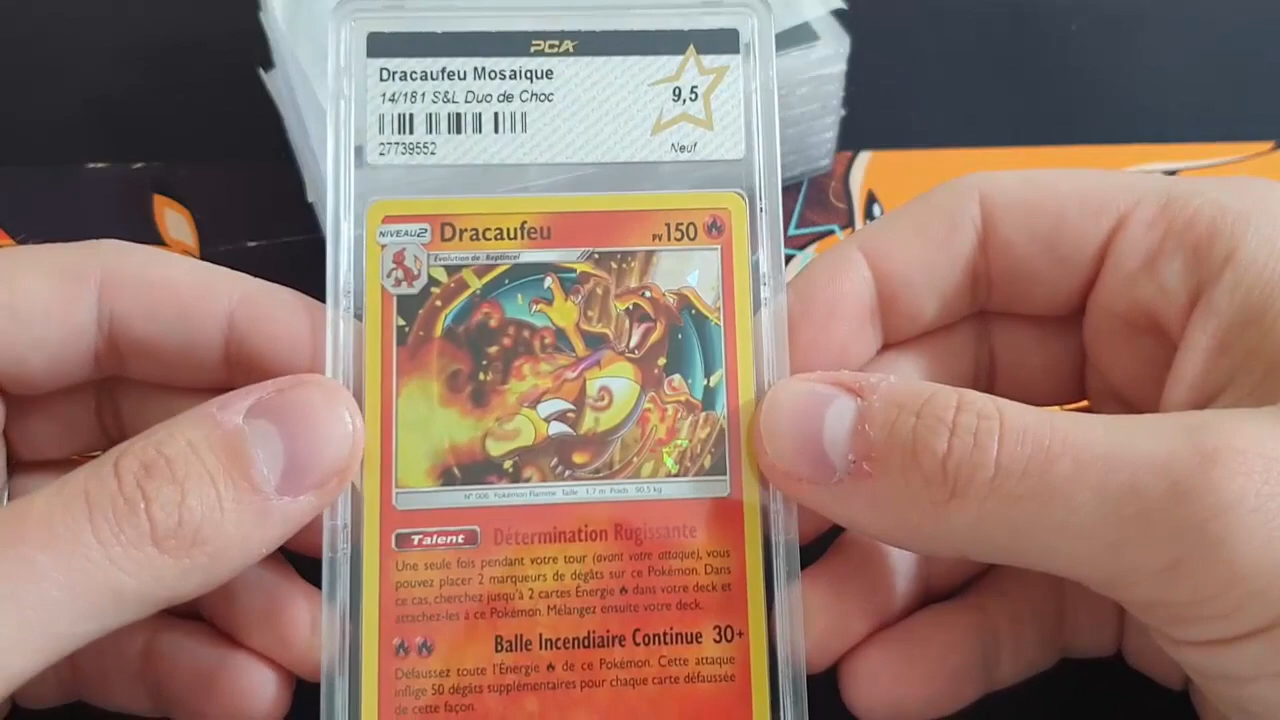 PCA
Dracaufeu Mosaique
14/181 S&L Duo de Choc
27739552
9,5
Neuf
NIVEAU2
Dracaufeu
PV150
Évolution de : Reptincel
N° 006 Pokémon Flamme Taille : 1,7 m Poids : 90,5 kg
Talent Détermination Rugissante
Une seule fois pendant votre tour (avant votre attaque), vous
pouvez placer 2 marqueurs de dégâts sur ce Pokémon. Dans
ce cas, cherchez jusqu'à 2 cartes Énergie dans votre deck et
attachez-les à ce Pokémon. Mélangez ensuite votre deck.
Balle Incendiaire Continue 30+
Défaussez toute l'Énergie de ce Pokémon. Cette attaque
inflige 50 dégâts supplémentaires pour chaque carte défaussée
de cette façon.